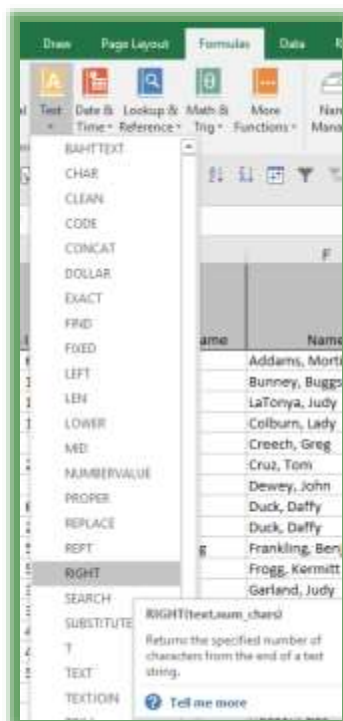 Draw Page Layout Formulas Data
Text Date & Time Lookup & Reference Math & Trig More Functions
BAHTTEXT
CHAR
CLEAN
CODE
CONCAT
DOLLAR
EXACT
FIND
FIXED
LEFT
LEN
LOWER
MID
NUMBERVALUE
PROPER
REPLACE
REPT
RIGHT
SEARCH
SUBSTITUTE
T
TEXT
TEXTJOIN
F
ame Name
Addams, Morti
Bunney, Buggs
LaTonya, Judy
Colburn, Lady
Creech, Greg
Cruz, Tom
Dewey, John
Duck, Daffy
Duck, Daffy
Frankling, Benj
Frogg, Kermitt
Garland, Judy
RIGHT(text,num_chars)
Returns the specified number of
characters from the end of a text
string.
Tell me more